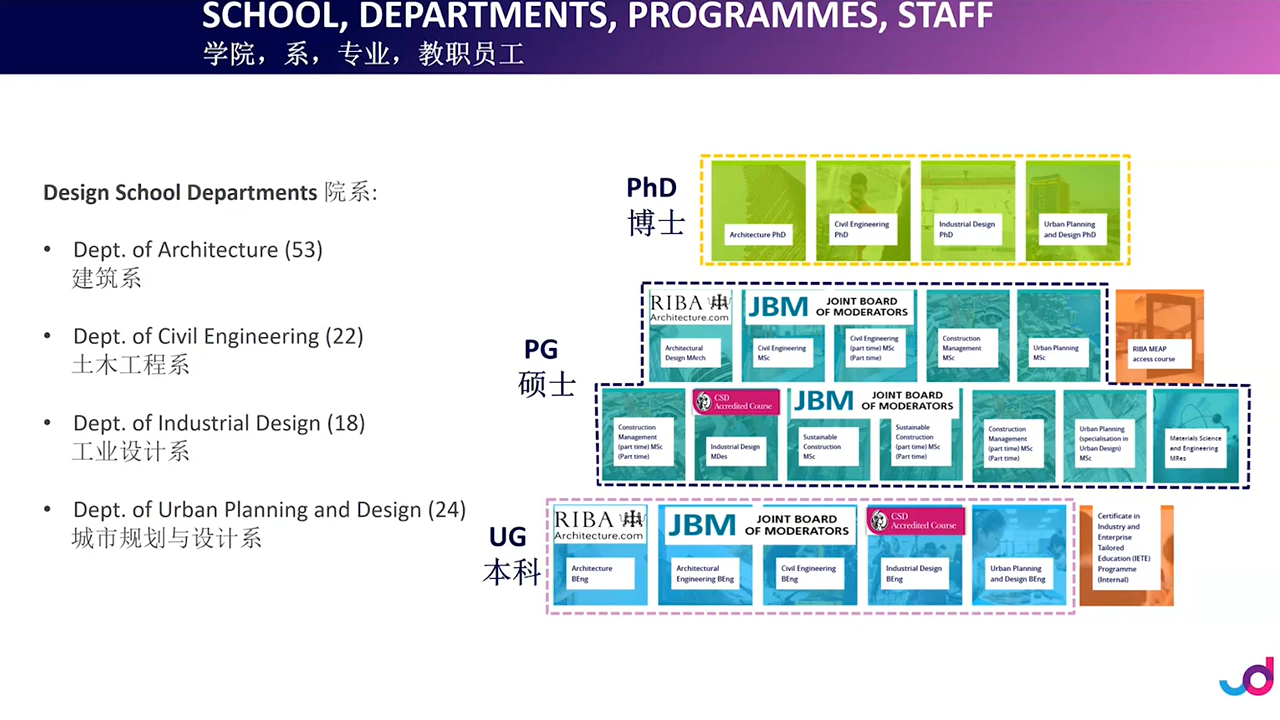 SCHOOL, DEPARTMENTS, PROGRAMMES, STAFF
学院，系，专业，教职员工
Design School Departments 院系:
• Dept. of Architecture (53)
建筑系
• Dept. of Civil Engineering (22)
土木工程系
• Dept. of Industrial Design (18)
工业设计系
• Dept. of Urban Planning and Design (24)
城市规划与设计系
PhD
博士
Architecture PhD
Civil Engineering
PhD
Industrial Design
PhD
Urban Planning
and Design PhD
PG
硕士
RIBA
Architecture.com
JBM
JOINT BOARD
OF MODERATORS
Architectural
Design MArch
Civil Engineering
MSc
Civil Engineering
(part time) MSc
(Part time)
Construction
Management
MSc
Urban Planning
MSc
RIBA MEAP
access course
CSD
Accredited Course
JBM
JOINT BOARD
OF MODERATORS
Construction
Management
(part time) MSc
(Part time)
Industrial Design
MDes
Sustainable
Construction
MSc
Sustainable
Construction
(part time) MSc
(Part time)
Construction
Management
(part time) MSc
(Part time)
Urban Planning
(specialisation in
Urban Design)
MSc
Materials Science
and Engineering
MRes
UG
本科
RIBA
Architecture.com
JBM
JOINT BOARD
OF MODERATORS
CSD
Accredited Course
Architecture
BEng
Architectural
Engineering BEng
Civil Engineering
BEng
Industrial Design
BEng
Urban Planning
and Design BEng
Certificate in
Industry and
Enterprise
Tailored
Education (IETE)
Programme
(Internal)